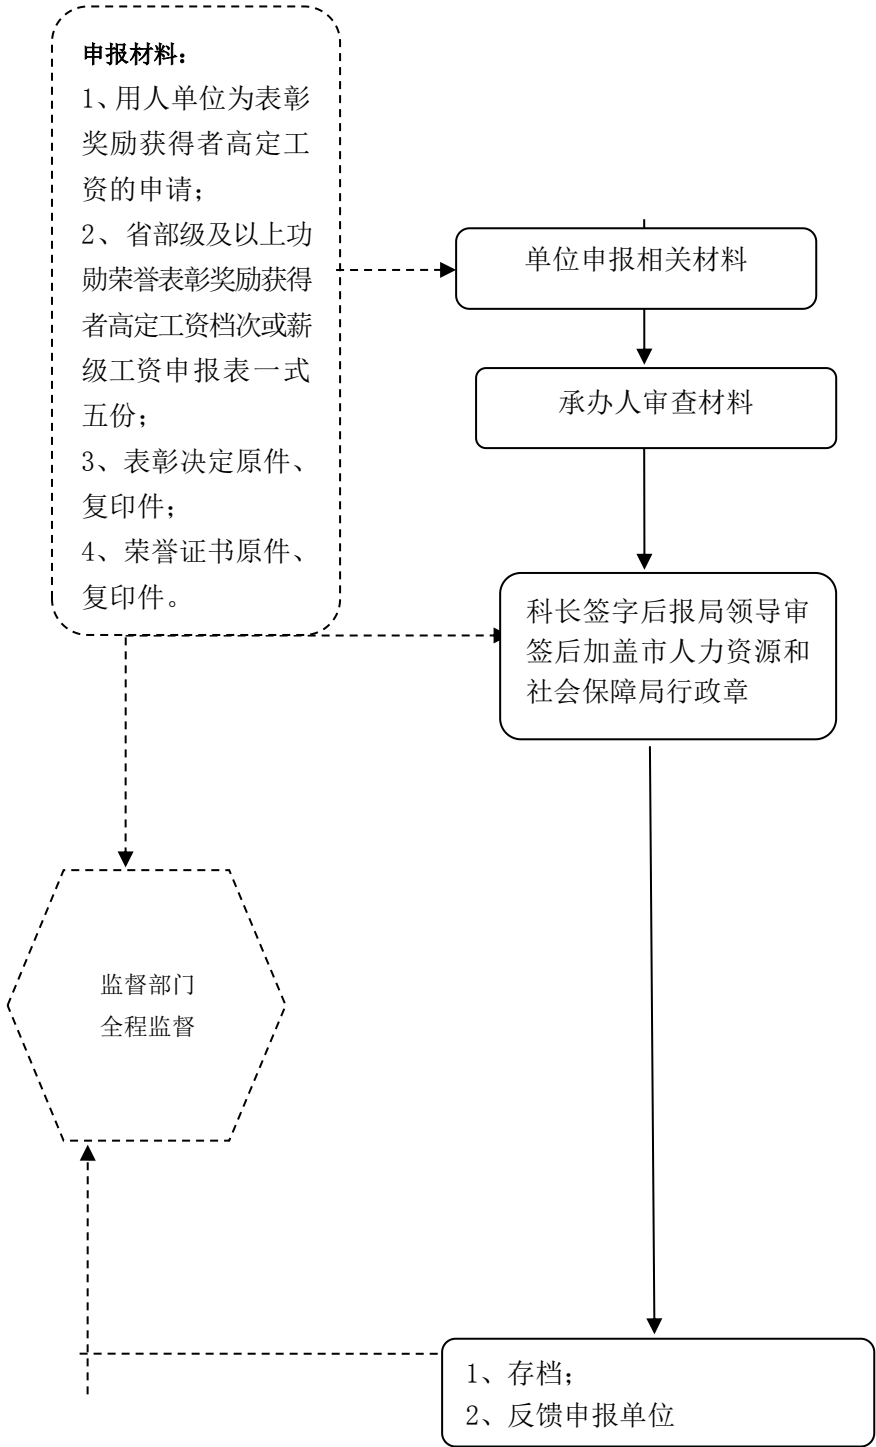 申报材料：
1、用人单位为表彰
奖励获得者高定工
资的申请；
2、省部级及以上功
勋荣誉表彰奖励获得
者高定工资档次或薪
级工资申报表一式
五份；
3、表彰决定原件、
复印件；
4、荣誉证书原件、
复印件。
单位申报相关材料
承办人审查材料
科长签字后报局领导审
签后加盖市人力资源和
社会保障局行政章
监督部门
全程监督
1、存档；
2、反馈申报单位